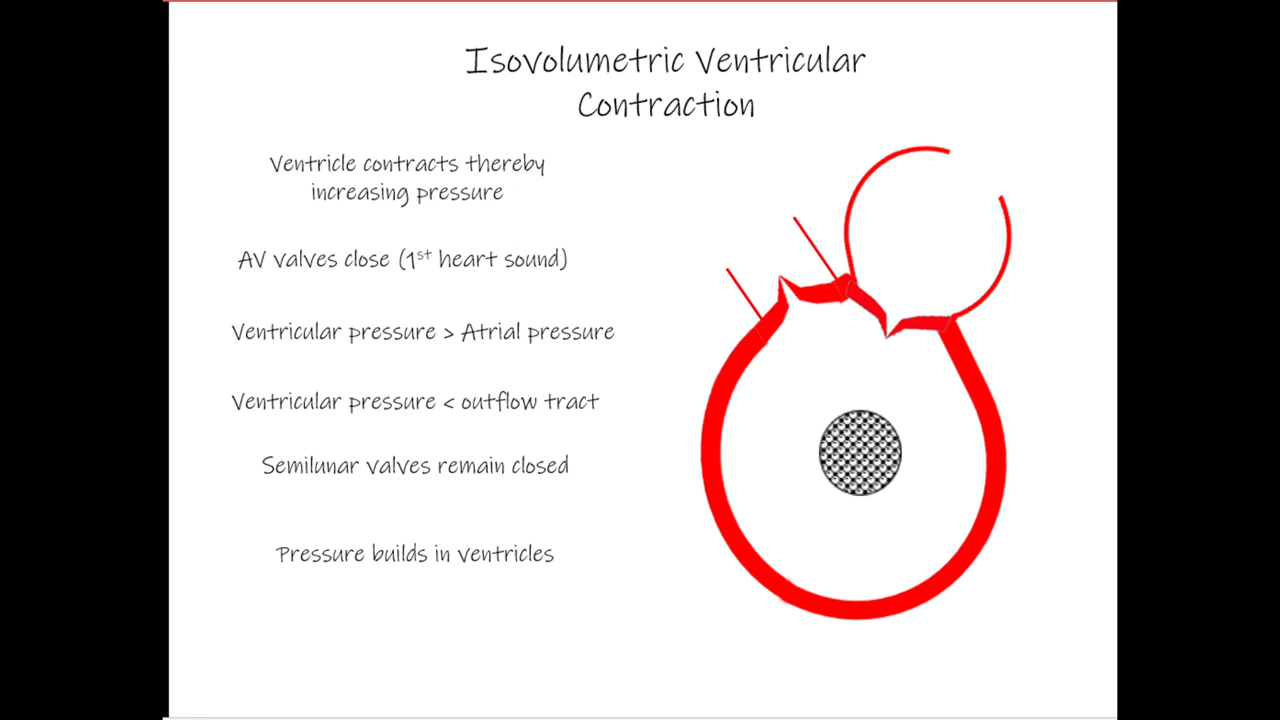 Isovolumetric Ventricular
Contraction
Ventricle contracts thereby
increasing pressure
AV valves close (1st heart sound)
Ventricular pressure > Atrial pressure
Ventricular pressure < outflow tract
Semilunar valves remain closed
Pressure builds in ventricles